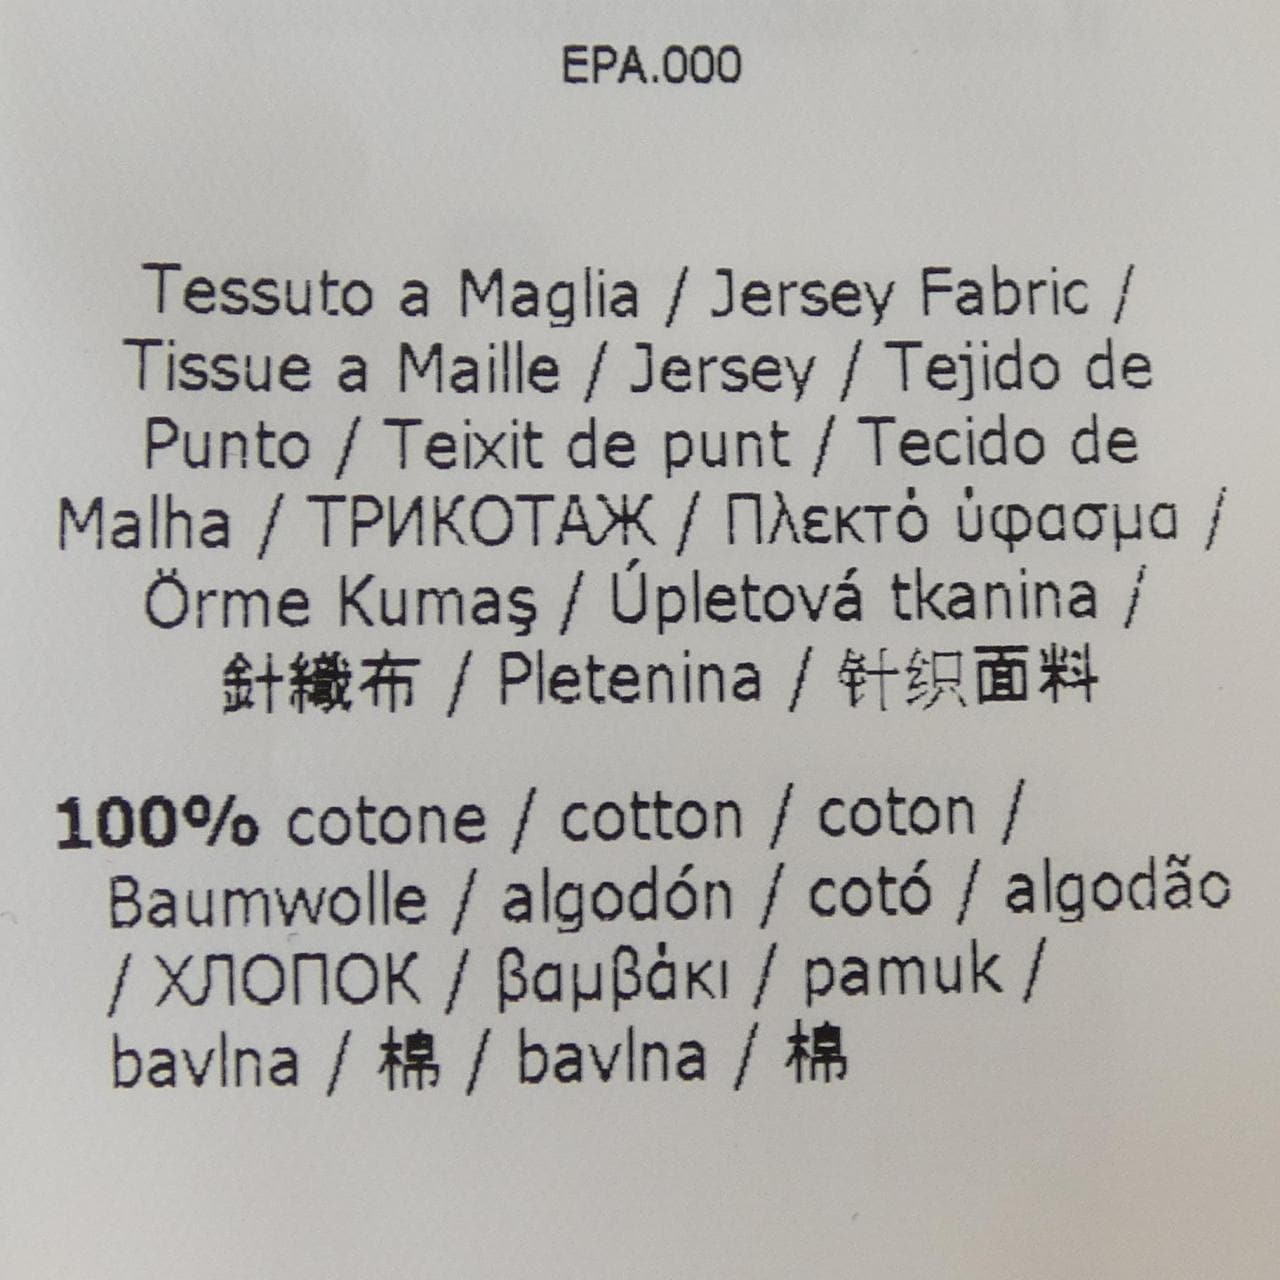 EPA.000
Tessuto a Maglia / Jersey Fabric /
Tissue a Maille / Jersey / Tejido de
Punto / Teixit de punt / Tecido de
Malha / ТРИКОТАЖ / Πλεκτό ύφασμα /
Örme Kumaş / Úpletová tkanina /
針織布 / Pletenina / 针织面料
100% cotone / cotton / coton /
Baumwolle / algodón / cotó / algodão
/ ХЛОПОК / βαμβάκι / pamuk /
bavlna / 棉 / bavlna / 棉